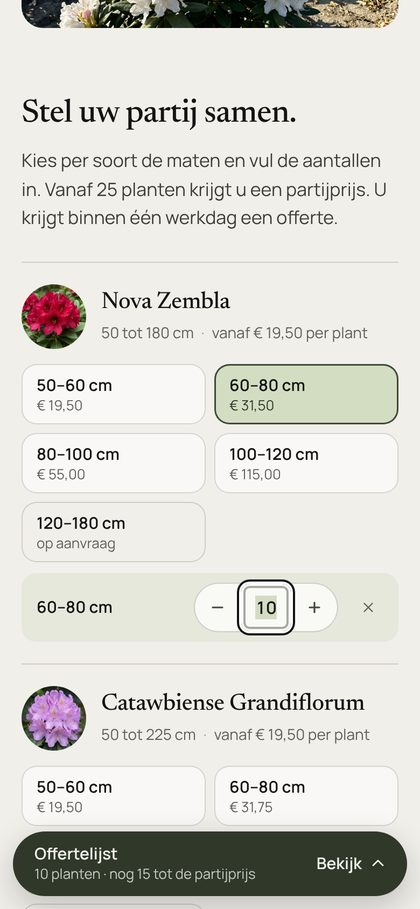 Stel uw partij samen.
Kies per soort de maten en vul de aantallen
in. Vanaf 25 planten krijgt u een partijprijs. U
krijgt binnen één werkdag een offerte.
Nova Zembla
50 tot 180 cm · vanaf € 19,50 per plant
50–60 cm
€ 19,50
60–80 cm
€ 31,50
80–100 cm
€ 55,00
100–120 cm
€ 115,00
120–180 cm
op aanvraag
60–80 cm
− 10 + ×
Catawbiense Grandiflorum
50 tot 225 cm · vanaf € 19,50 per plant
50–60 cm
€ 19,50
60–80 cm
€ 31,75
Offertelijst
10 planten · nog 15 tot de partijprijs
Bekijk